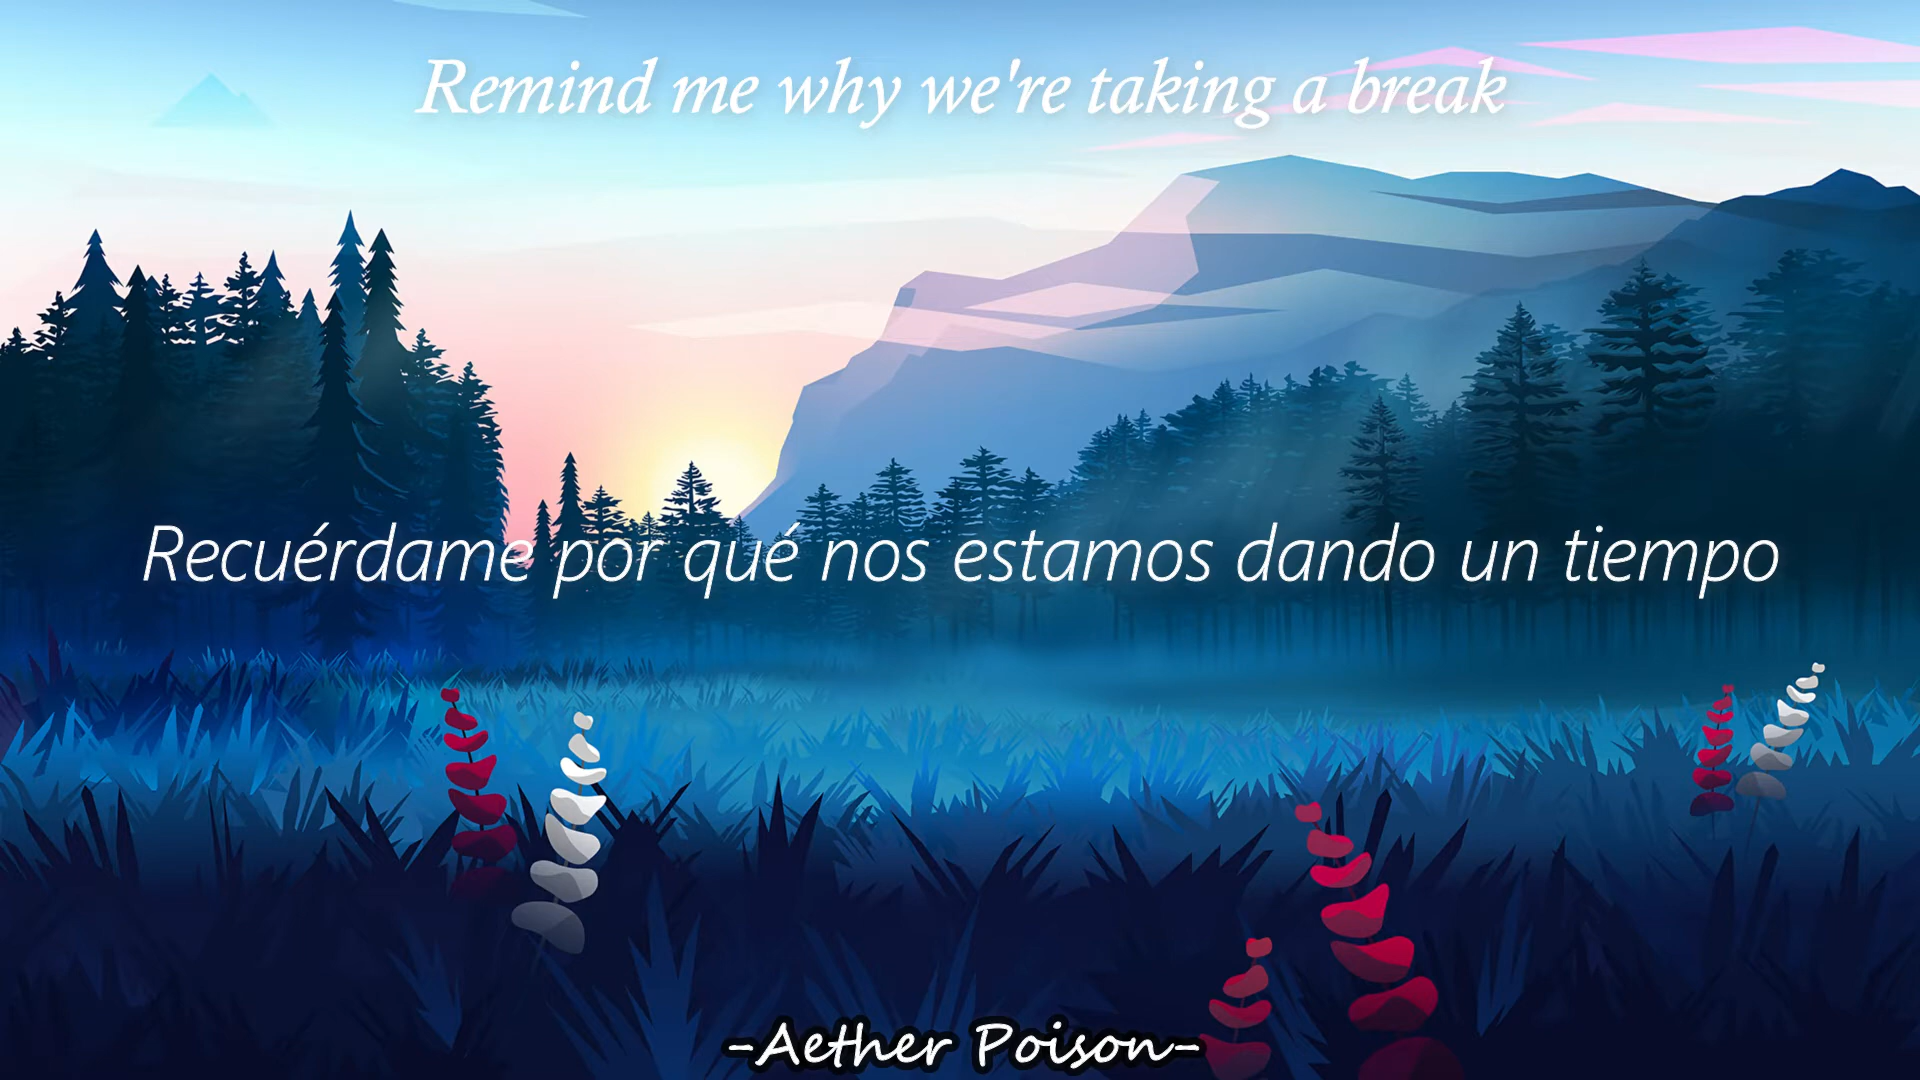 Remind me why we're taking a break
Recuérdame por qué nos estamos dando un tiempo
-Aether Poison-